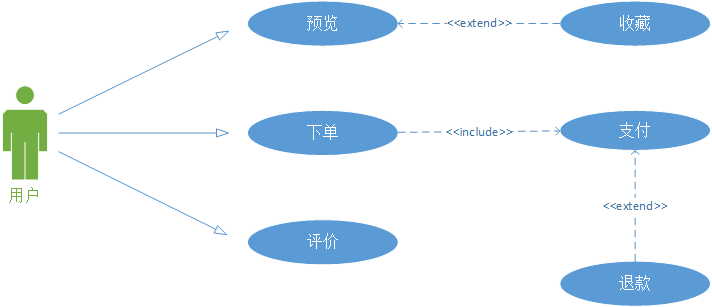 预览
<<extend>>
收藏
下单
<<include>>
支付
用户
<<extend>>
评价
退款